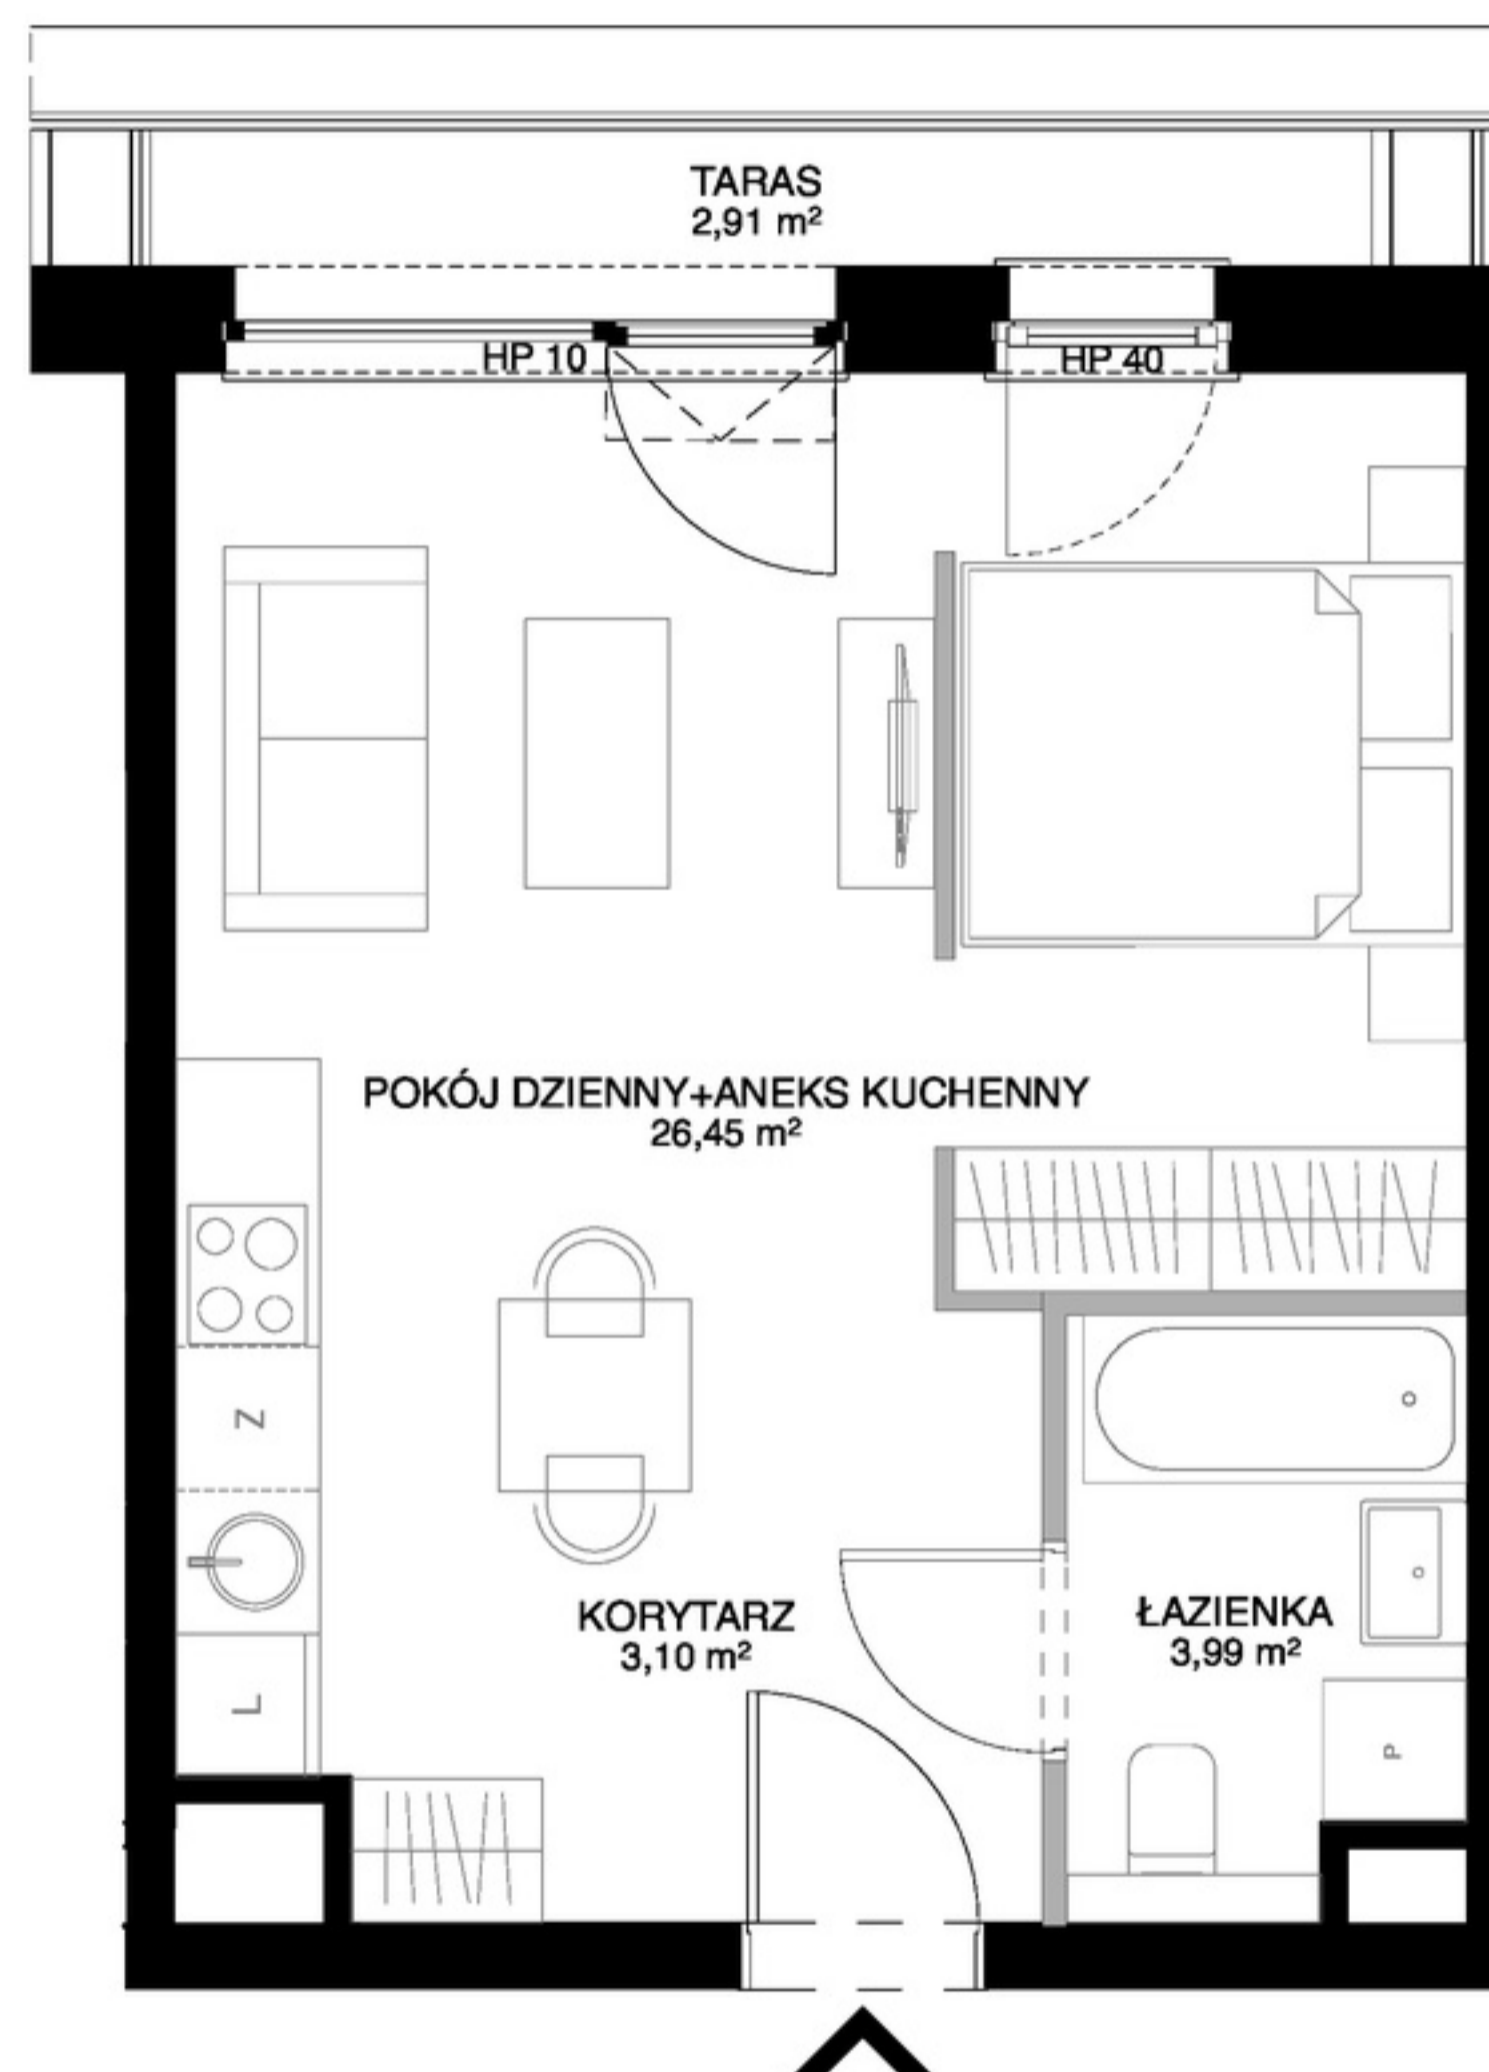 TARAS
2,91 m²
HP 10
HP 40
POKÓJ DZIENNY+ANEKS KUCHENNY
26,45 m²
Z
KORYTARZ
3,10 m²
ŁAZIENKA
3,99 m²
L
P